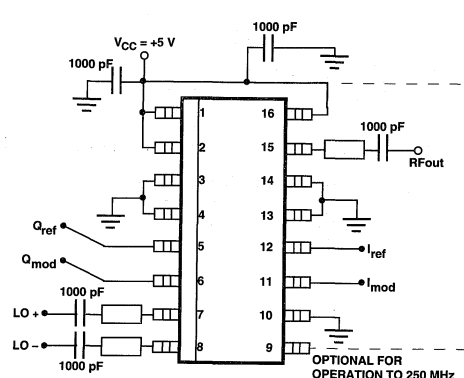 1000 pF
VCC = +5 V
1000 pF
1 16
1000 pF
2 15
RFout
3 14
4 13
Qref
5 12 Iref
Qmod
6 11 Imod
1000 pF
LO + 7 10
LO – 8 9
1000 pF
OPTIONAL FOR
OPERATION TO 250 MHz